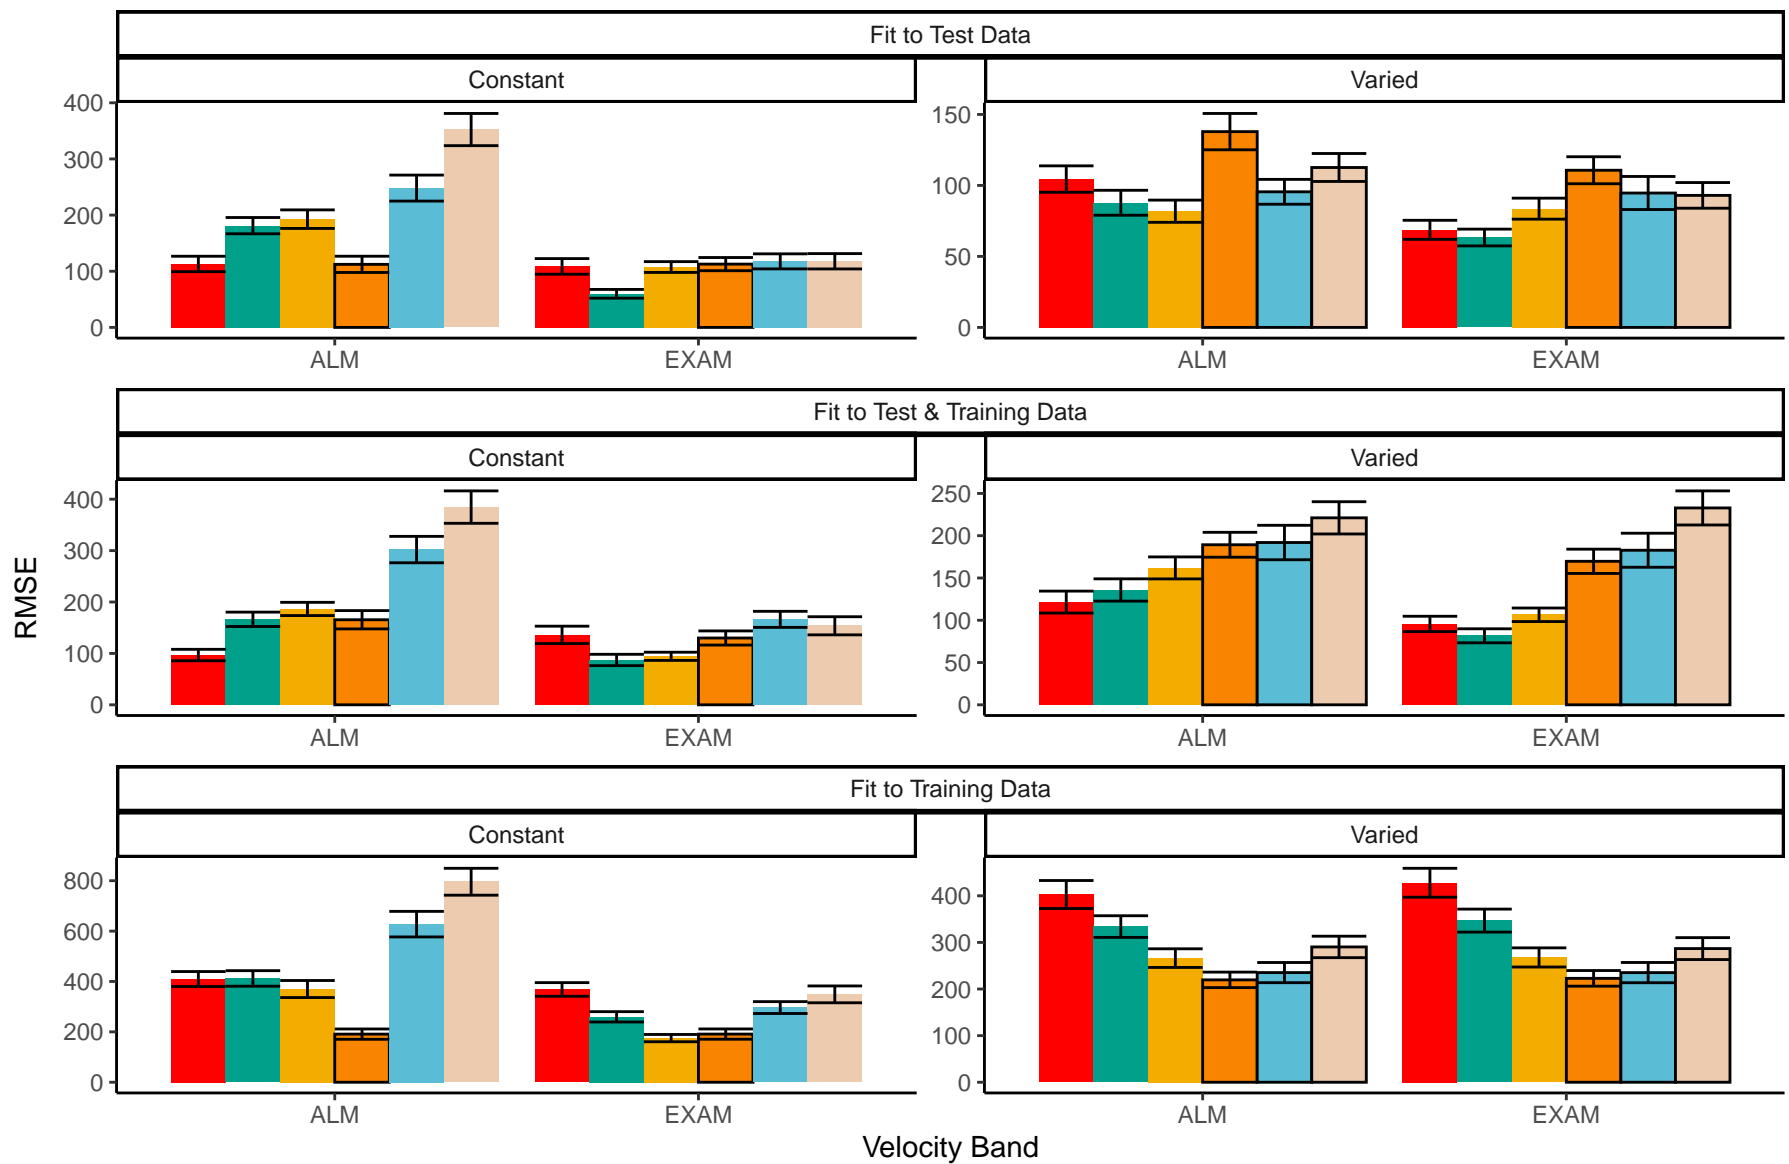 Fit to Test Data
Constant
Varied
400
300
200
100
0
150
100
50
0
ALM
EXAM
ALM
EXAM
Fit to Test & Training Data
Constant
Varied
400
300
200
100
0
250
200
150
100
50
0
ALM
EXAM
ALM
EXAM
RMSE
Fit to Training Data
Constant
Varied
800
600
400
200
0
400
300
200
100
0
ALM
EXAM
ALM
EXAM
Velocity Band